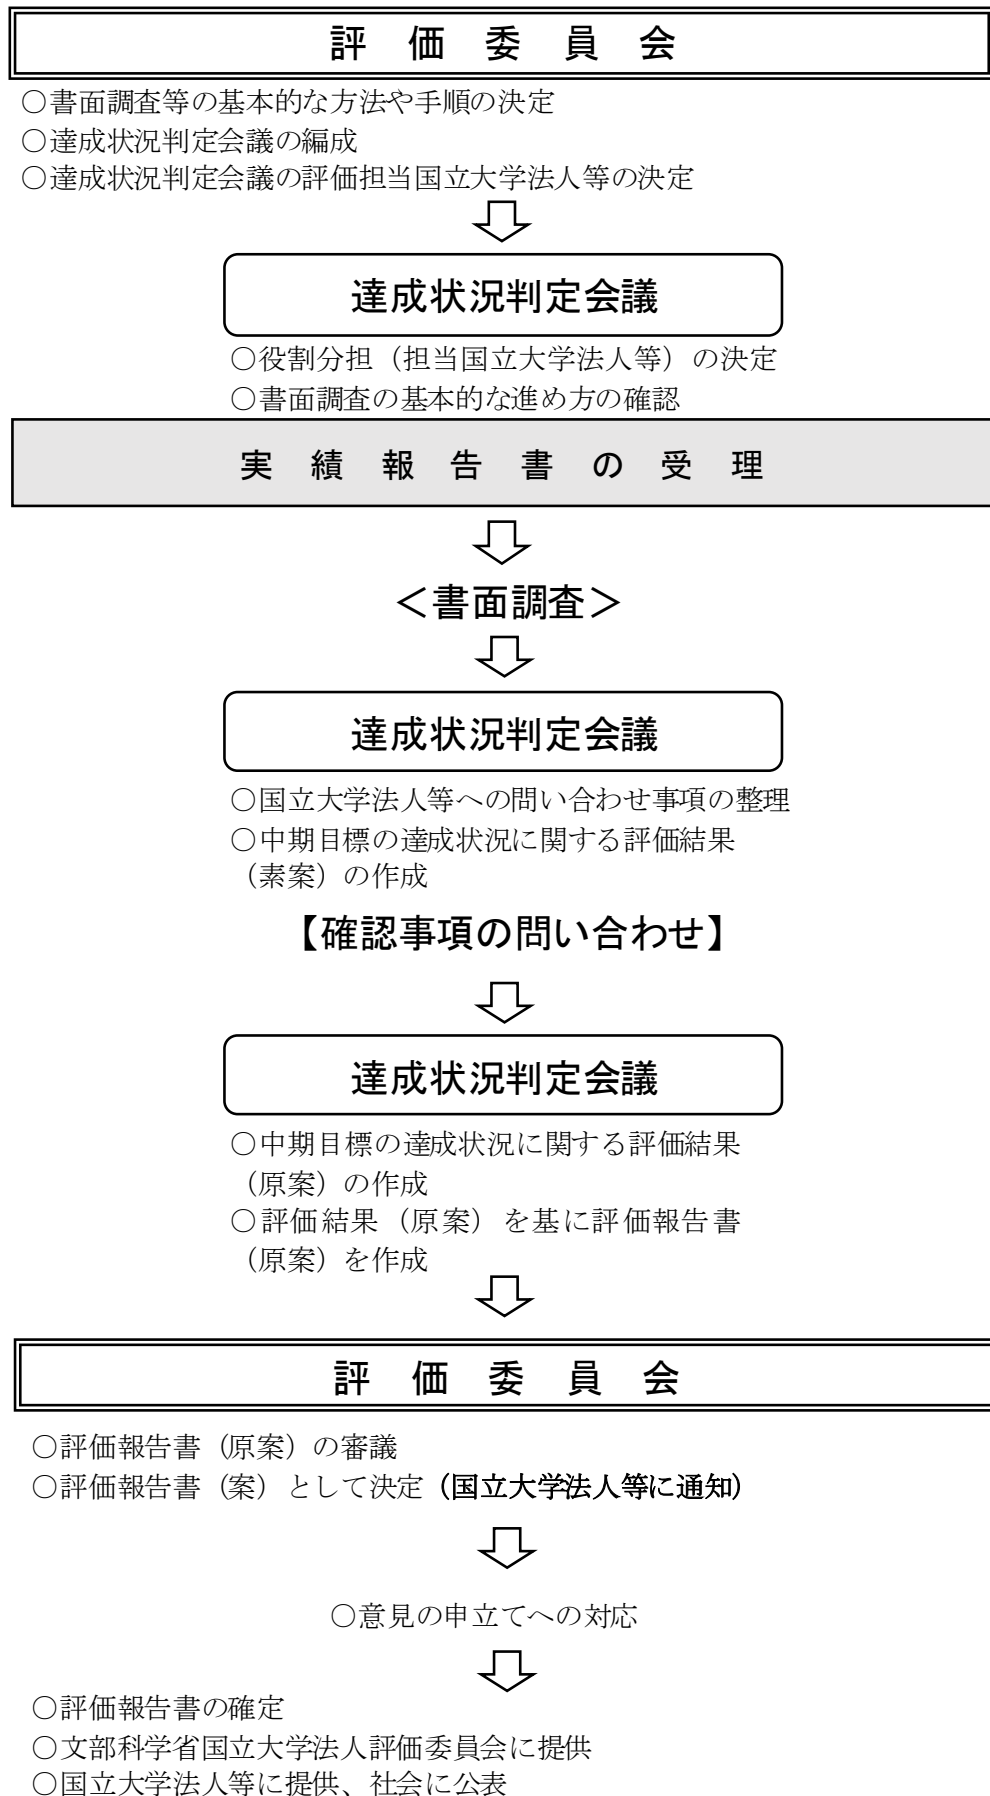 評価委員会
○書面調査等の基本的な方法や手順の決定
○達成状況判定会議の編成
○達成状況判定会議の評価担当国立大学法人等の決定
達成状況判定会議
○役割分担（担当国立大学法人等）の決定
○書面調査の基本的な進め方の確認
実績報告書の受理
＜書面調査＞
達成状況判定会議
○国立大学法人等への問い合わせ事項の整理
○中期目標の達成状況に関する評価結果
（素案）の作成
【確認事項の問い合わせ】
達成状況判定会議
○中期目標の達成状況に関する評価結果
（原案）の作成
○評価結果（原案）を基に評価報告書
（原案）を作成
評価委員会
○評価報告書（原案）の審議
○評価報告書（案）として決定（国立大学法人等に通知）
○意見の申立てへの対応
○評価報告書の確定
○文部科学省国立大学法人評価委員会に提供
○国立大学法人等に提供、社会に公表